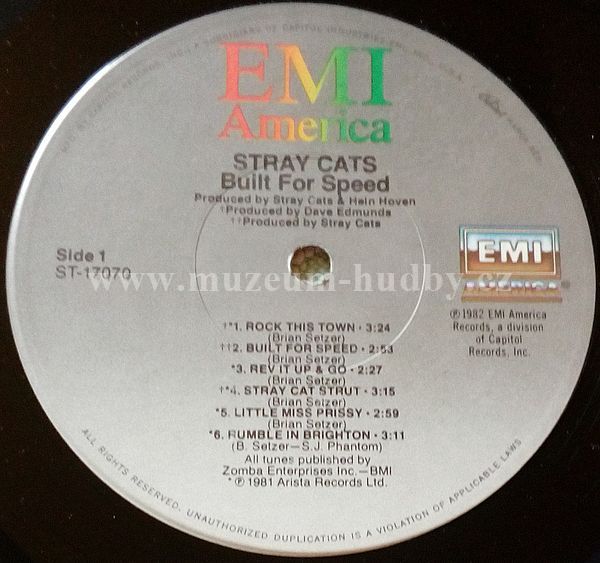 EMI
America
STRAY CATS
Built For Speed
Produced by Stray Cats & Hein Hoven
†Produced by Dave Edmunds
††Produced by Stray Cats
Side 1
ST-17070
EMI
AMERICA
www.muzeum-hudby.cz
℗1982 EMI America
Records, a division
of Capitol
Records, Inc.
†*1. ROCK THIS TOWN • 3:24
(Brian Setzer)
††2. BUILT FOR SPEED • 2:53
(Brian Setzer)
*3. REV IT UP & GO • 2:27
(Brian Setzer)
†*4. STRAY CAT STRUT • 3:15
(Brian Setzer)
*5. LITTLE MISS PRISSY • 2:59
(Brian Setzer)
*6. RUMBLE IN BRIGHTON • 3:11
(B. Setzer—S.J. Phantom)
All tunes published by
Zomba Enterprises Inc.—BMI
*℗1981 Arista Records Ltd.
ALL RIGHTS RESERVED. UNAUTHORIZED DUPLICATION IS A VIOLATION OF APPLICABLE LAWS